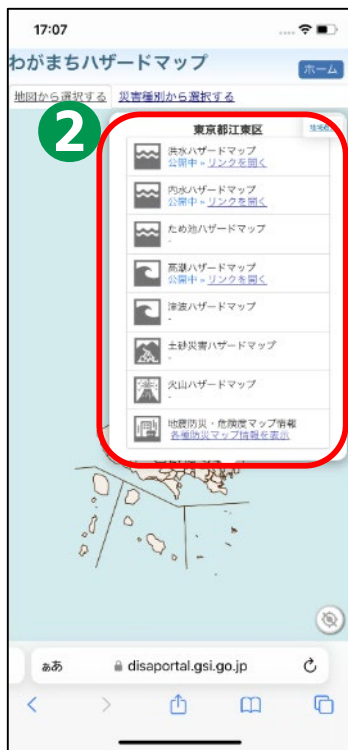 17:07
わがまちハザードマップ
ホーム
地図から選択する 災害種別から選択する
2
東京都江東区
洪水ハザードマップ
公開中 » リンクを開く
内水ハザードマップ
公開中 » リンクを開く
ため池ハザードマップ
-
高潮ハザードマップ
公開中 » リンクを開く
津波ハザードマップ
-
土砂災害ハザードマップ
-
火山ハザードマップ
-
地震防災・危険度マップ情報
各種防災マップ情報を表示
ぁあ disaportal.gsi.go.jp